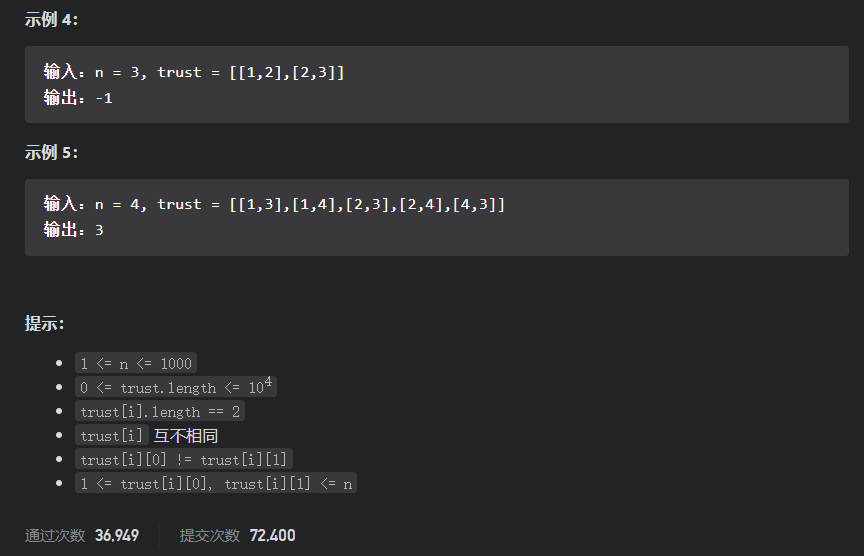 示例 4：
输入：n = 3, trust = [[1,2],[2,3]]
输出：-1
示例 5：
输入：n = 4, trust = [[1,3],[1,4],[2,3],[2,4],[4,3]]
输出：3
提示：
• 1 <= n <= 1000
• 0 <= trust.length <= 10⁴
• trust[i].length == 2
• trust[i] 互不相同
• trust[i][0] != trust[i][1]
• 1 <= trust[i][0], trust[i][1] <= n
通过次数 36,949 提交次数 72,400